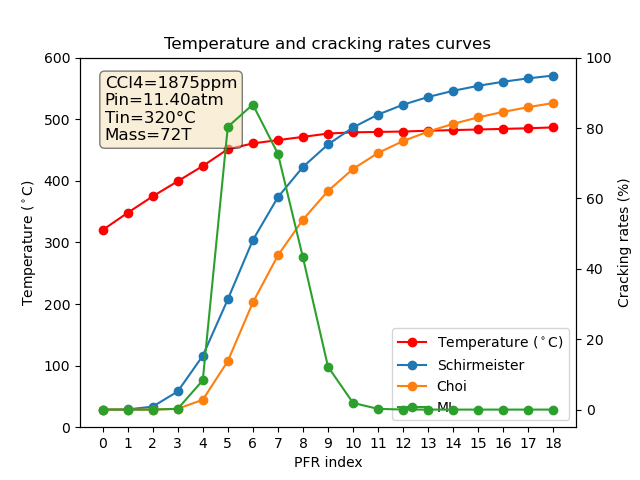 Temperature and cracking rates curves
CCl4=1875ppm
Pin=11.40atm
Tin=320°C
Mass=72T
600
500
400
300
200
100
0
Temperature (°C)
100
80
60
40
20
0
Cracking rates (%)
Temperature (°C)
Schirmeister
Choi
ML
0 1 2 3 4 5 6 7 8 9 10 11 12 13 14 15 16 17 18
PFR index